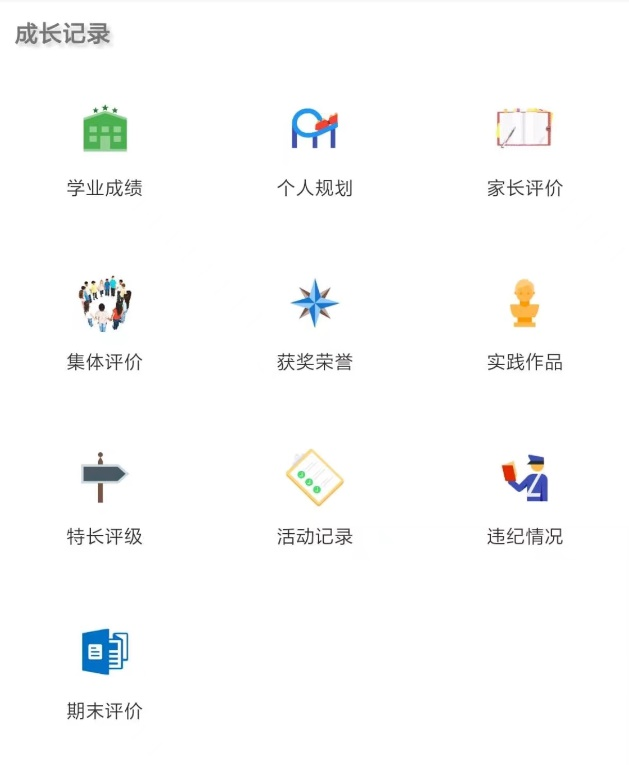 成长记录
学业成绩
个人规划
家长评价
集体评价
获奖荣誉
实践作品
特长评级
活动记录
违纪情况
期末评价